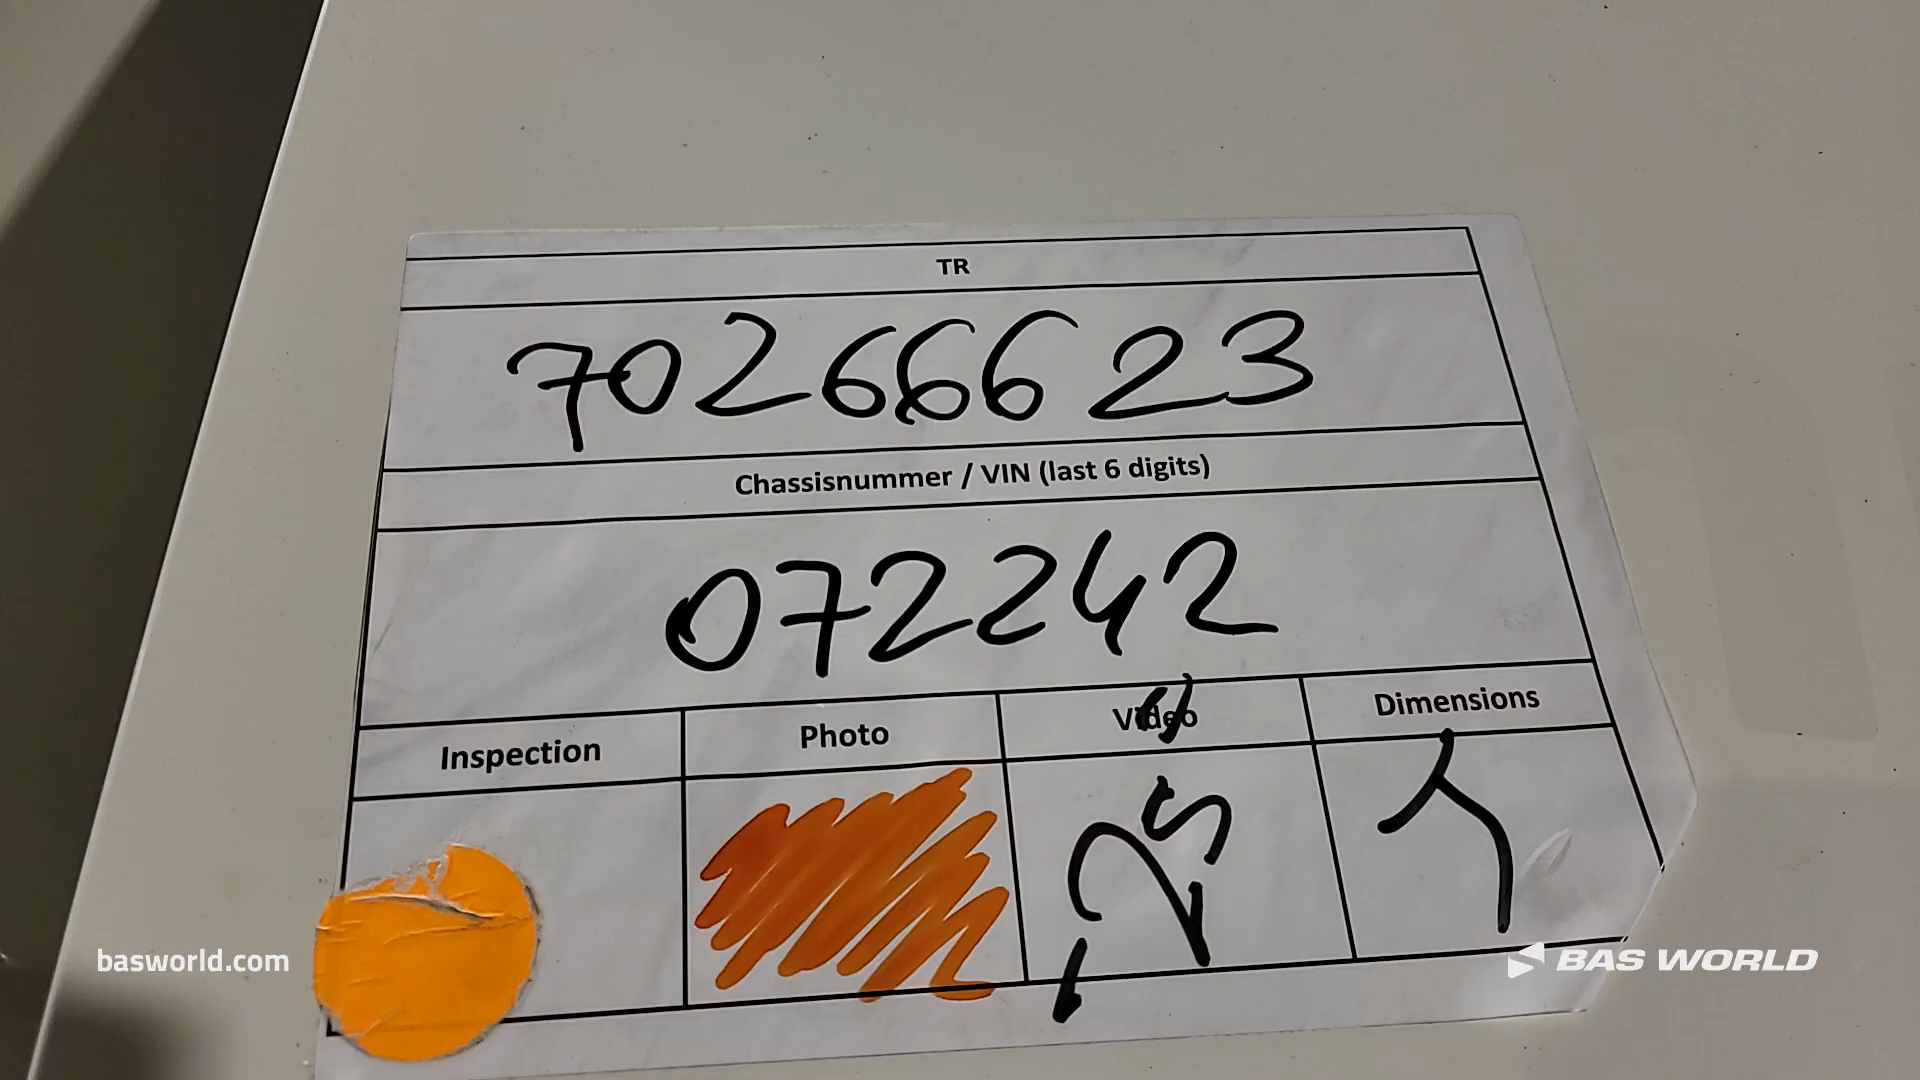 TR
70266623
Chassisnummer / VIN (last 6 digits)
072242
Inspection
Photo
Video
Dimensions
basworld.com
BAS WORLD